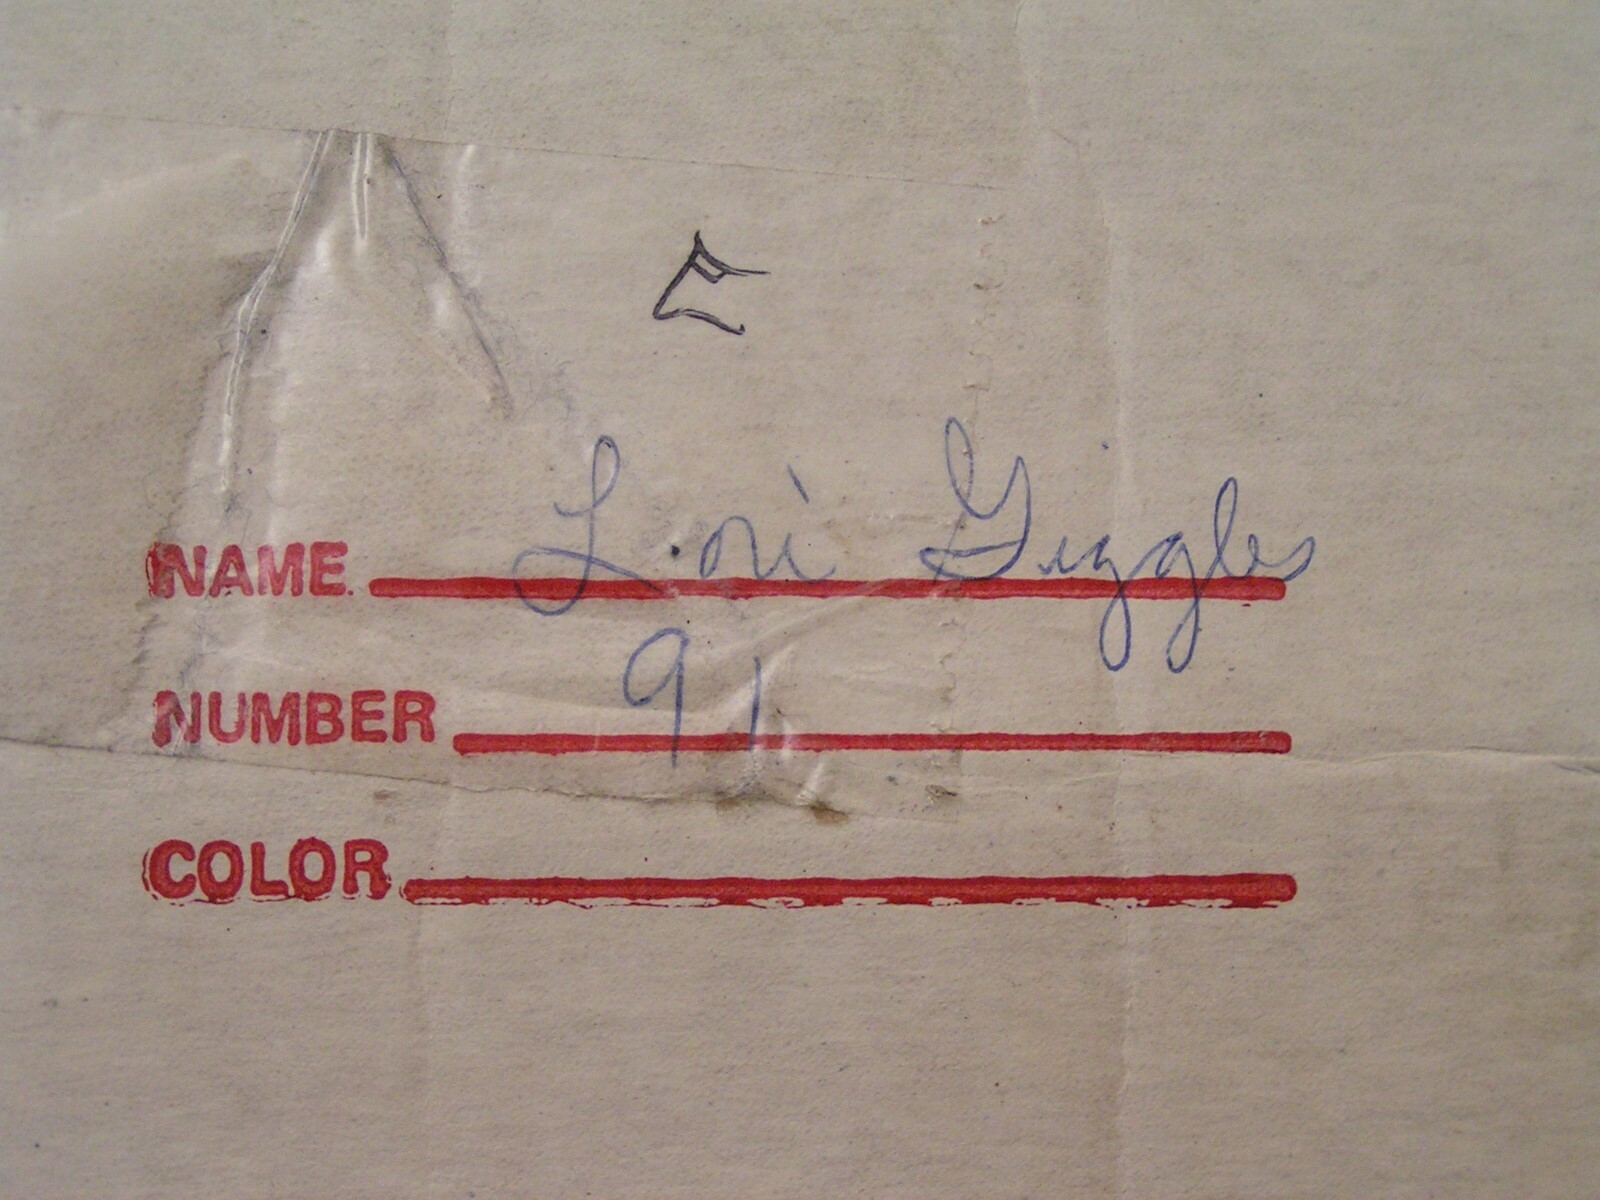 NAME. Lori Giggles
NUMBER 91
COLOR